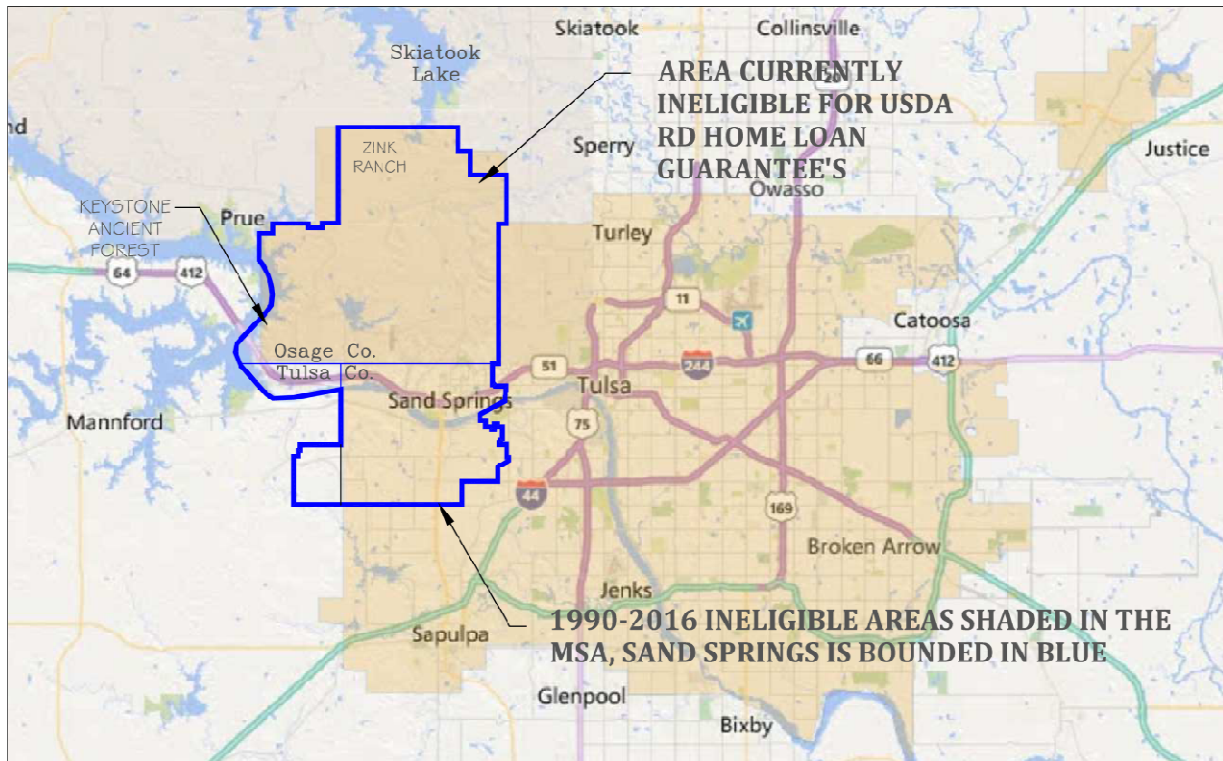 Skiatook
Collinsville
Skiatook
Lake
AREA CURRENTLY
INELIGIBLE FOR USDA
RD HOME LOAN
GUARANTEE'S
20
nd
ZINK
RANCH
Sperry
Justice
Owasso
KEYSTONE
ANCIENT
FOREST
Prue
Turley
64
412
11
Catoosa
Osage Co.
Tulsa Co.
51
244
66
412
Sand Springs
Tulsa
Mannford
75
44
169
Broken Arrow
Jenks
1990-2016 INELIGIBLE AREAS SHADED IN THE
MSA, SAND SPRINGS IS BOUNDED IN BLUE
Sapulpa
Glenpool
Bixby